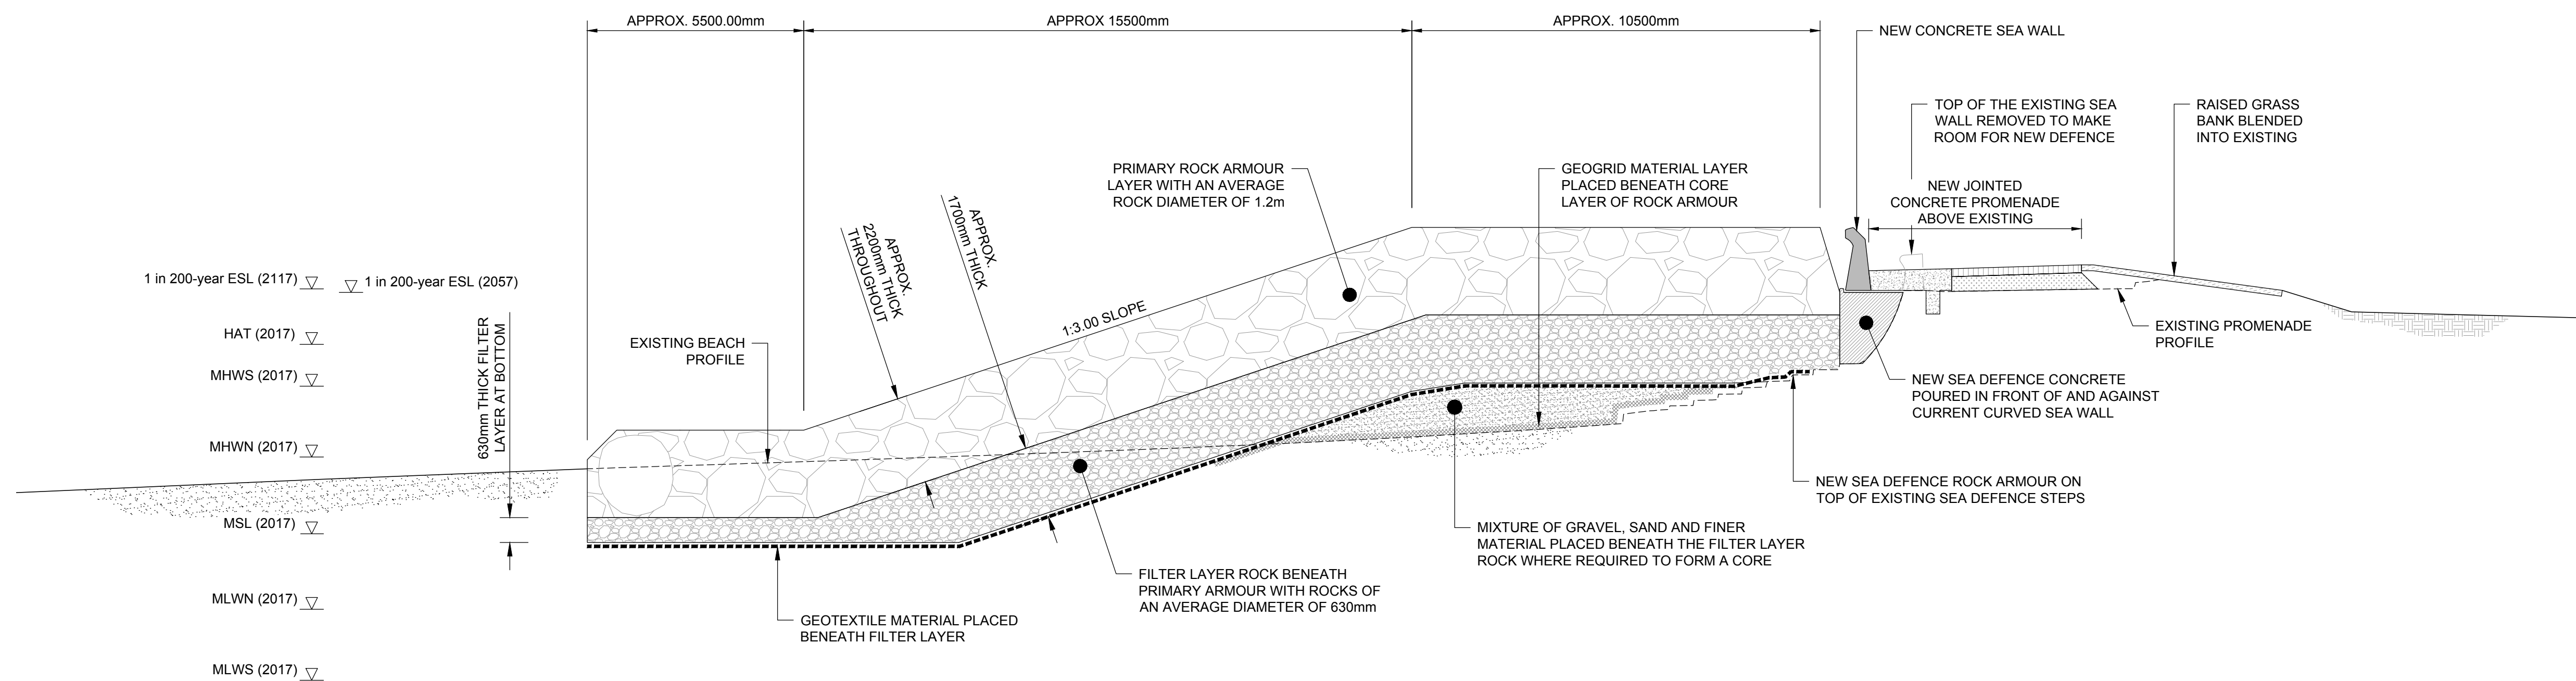 APPROX. 5500.00mm
APPROX 15500mm
APPROX. 10500mm
NEW CONCRETE SEA WALL
TOP OF THE EXISTING SEA
WALL REMOVED TO MAKE
ROOM FOR NEW DEFENCE
RAISED GRASS
BANK BLENDED
INTO EXISTING
PRIMARY ROCK ARMOUR
LAYER WITH AN AVERAGE
ROCK DIAMETER OF 1.2m
GEOGRID MATERIAL LAYER
PLACED BENEATH CORE
LAYER OF ROCK ARMOUR
NEW JOINTED
CONCRETE PROMENADE
ABOVE EXISTING
APPROX.
2200mm THICK
THROUGHOUT
APPROX.
1700mm THICK
1:3.00 SLOPE
1 in 200-year ESL (2117)
1 in 200-year ESL (2057)
HAT (2017)
MHWS (2017)
MHWN (2017)
MSL (2017)
MLWN (2017)
MLWS (2017)
630mm THICK FILTER
LAYER AT BOTTOM
EXISTING BEACH
PROFILE
EXISTING PROMENADE
PROFILE
NEW SEA DEFENCE CONCRETE
POURED IN FRONT OF AND AGAINST
CURRENT CURVED SEA WALL
NEW SEA DEFENCE ROCK ARMOUR ON
TOP OF EXISTING SEA DEFENCE STEPS
MIXTURE OF GRAVEL, SAND AND FINER
MATERIAL PLACED BENEATH THE FILTER LAYER
ROCK WHERE REQUIRED TO FORM A CORE
FILTER LAYER ROCK BENEATH
PRIMARY ARMOUR WITH ROCKS OF
AN AVERAGE DIAMETER OF 630mm
GEOTEXTILE MATERIAL PLACED
BENEATH FILTER LAYER